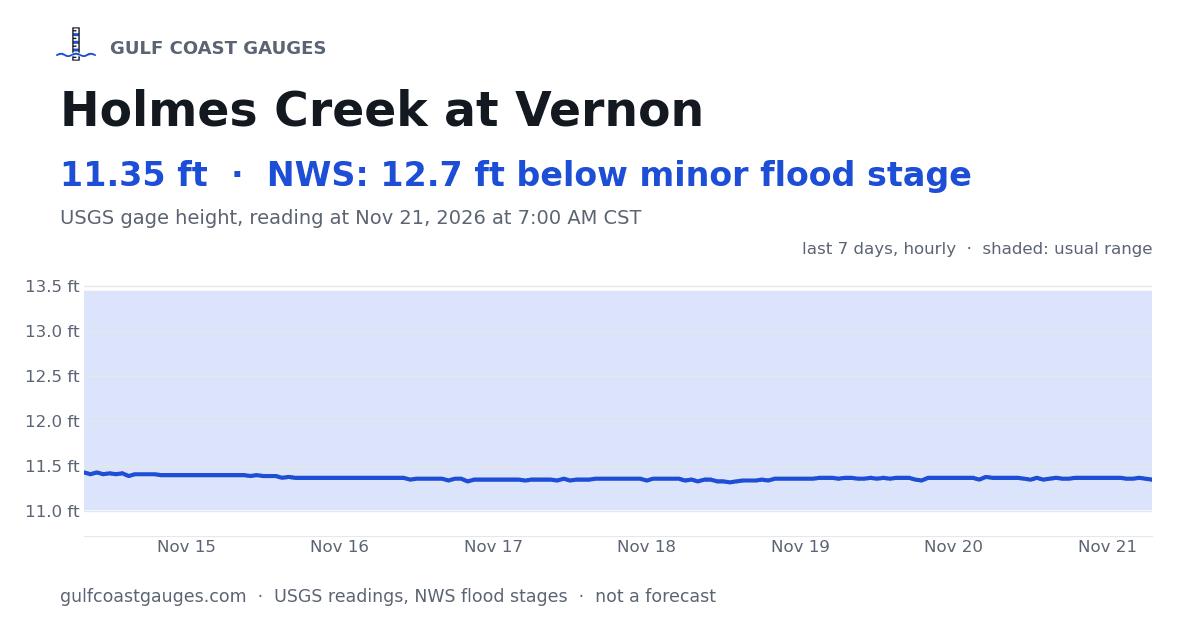 GULF COAST GAUGES
Holmes Creek at Vernon
11.35 ft · NWS: 12.7 ft below minor flood stage
USGS gage height, reading at Nov 21, 2026 at 7:00 AM CST
last 7 days, hourly · shaded: usual range
13.5 ft
13.0 ft
12.5 ft
12.0 ft
11.5 ft
11.0 ft
Nov 15 Nov 16 Nov 17 Nov 18 Nov 19 Nov 20 Nov 21
gulfcoastgauges.com · USGS readings, NWS flood stages · not a forecast